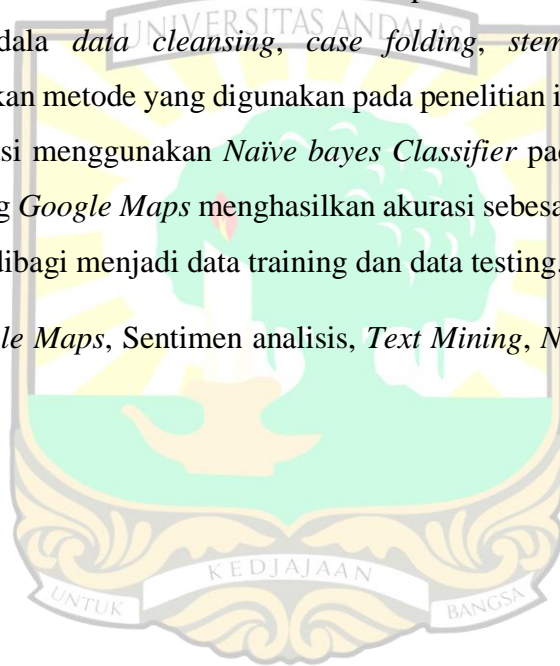 UNIVERSITAS ANDALAS
dala data cleansing, case folding, stem
kan metode yang digunakan pada penelitian i
si menggunakan Naïve bayes Classifier pa
g Google Maps menghasilkan akurasi sebesa
dibagi menjadi data training dan data testing.
le Maps, Sentimen analisis, Text Mining, N
KEDJAJAAN
UNTUK
BANGSA